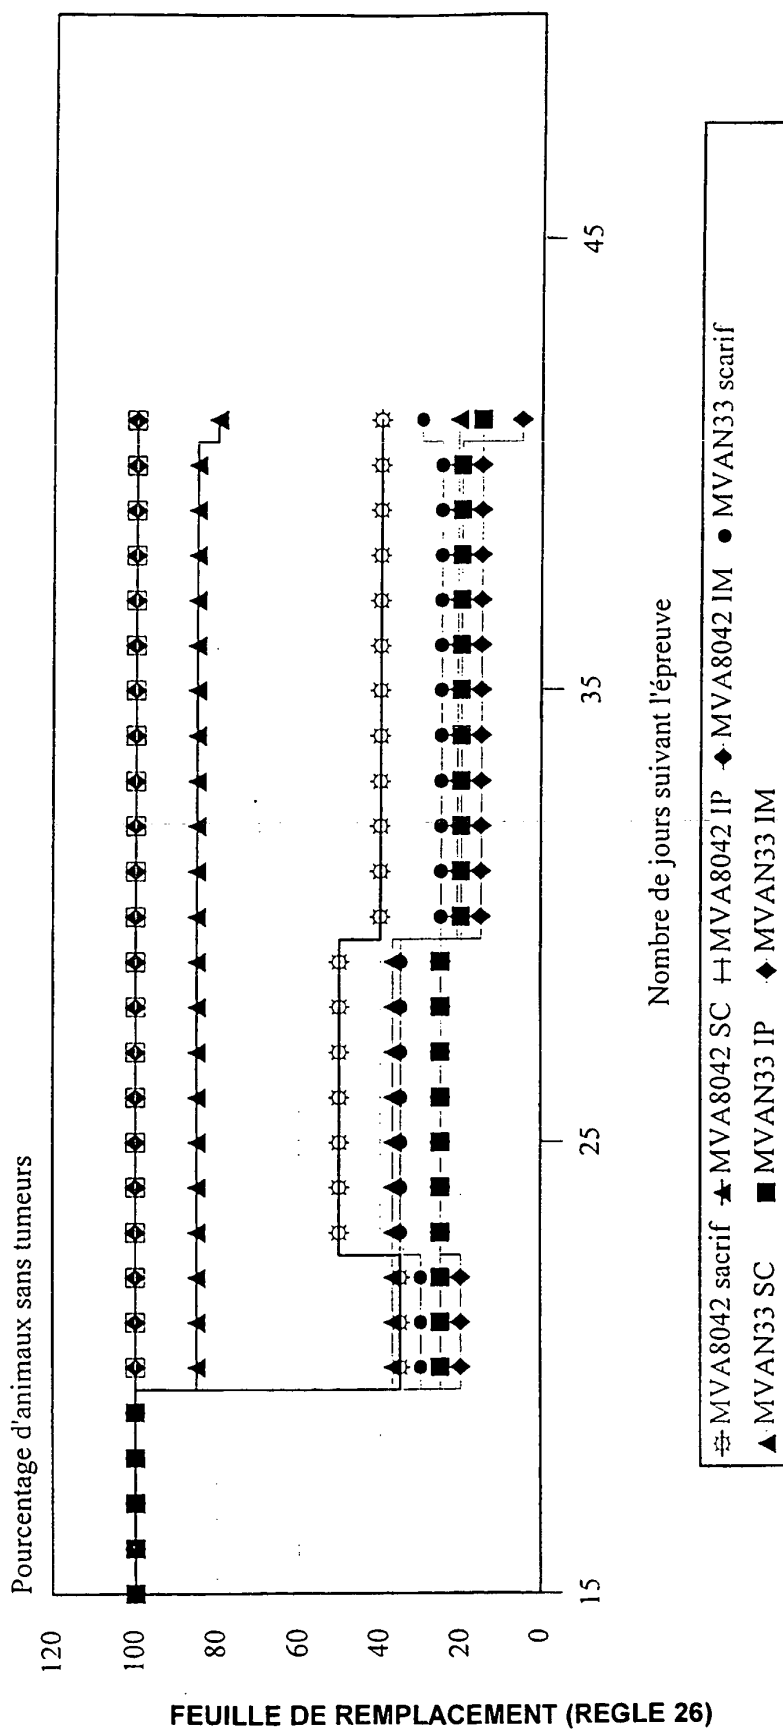 Pourcentage d'animaux sans tumeurs
120
100
80
60
40
20
0
15
25
35
45
Nombre de jours suivant l'épreuve
MVA8042 sacrif MVA8042 SC MVA8042 IP MVA8042 IM MVAN33 scarif
MVAN33 SC MVAN33 IP MVAN33 IM
FEUILLE DE REMPLACEMENT (REGLE 26)